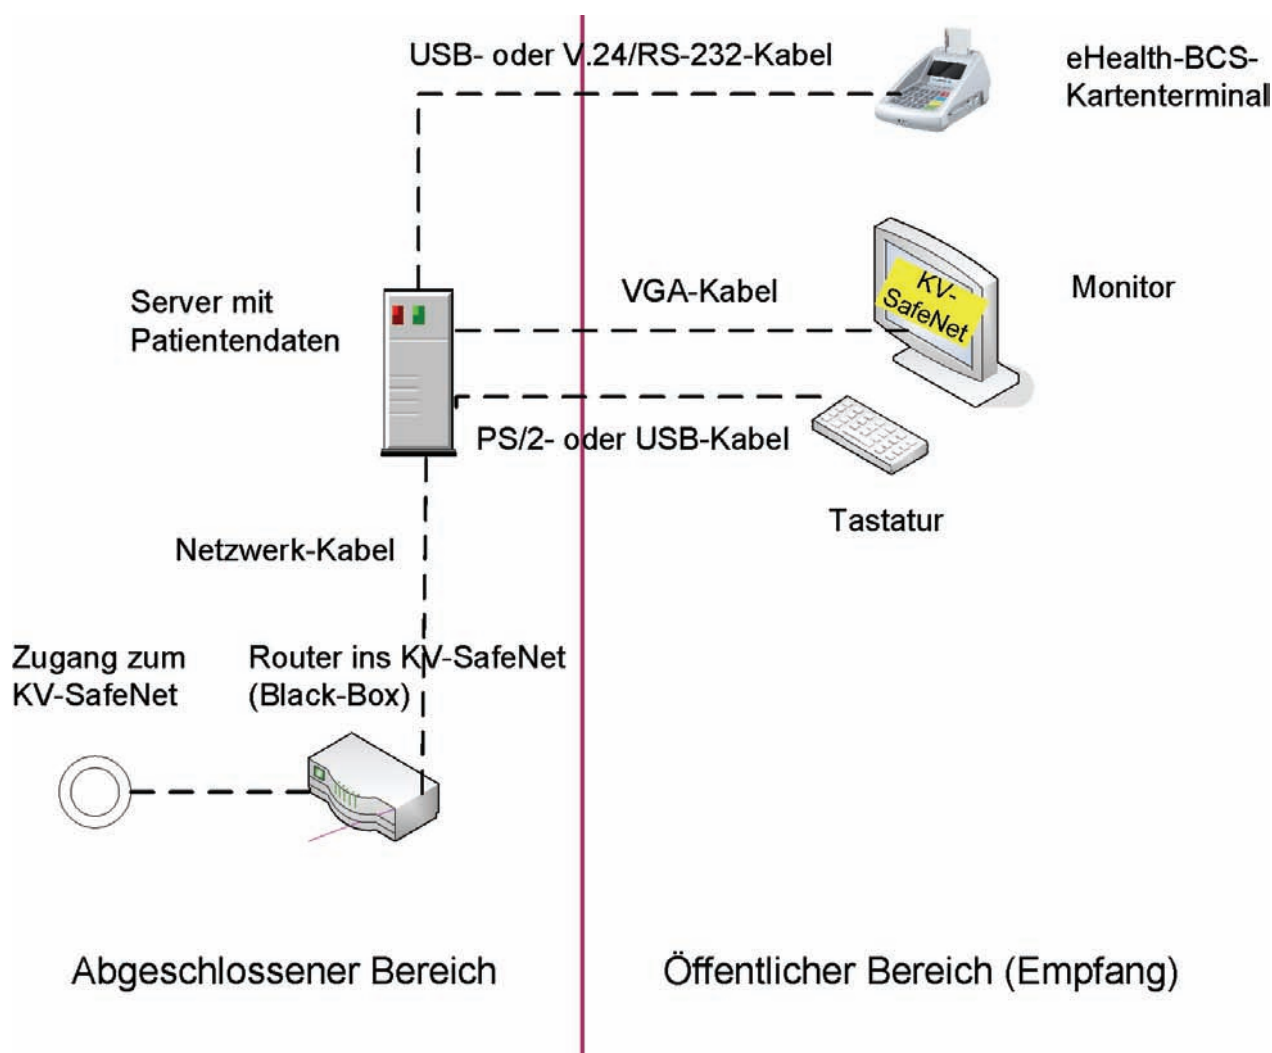 USB- oder V.24/RS-232-Kabel
eHealth-BCS-
Kartenterminal
Server mit
Patientendaten
VGA-Kabel
KV-
SafeNet
Monitor
PS/2- oder USB-Kabel
Tastatur
Netzwerk-Kabel
Zugang zum
KV-SafeNet
Router ins KV-SafeNet
(Black-Box)
Abgeschlossener Bereich
Öffentlicher Bereich (Empfang)